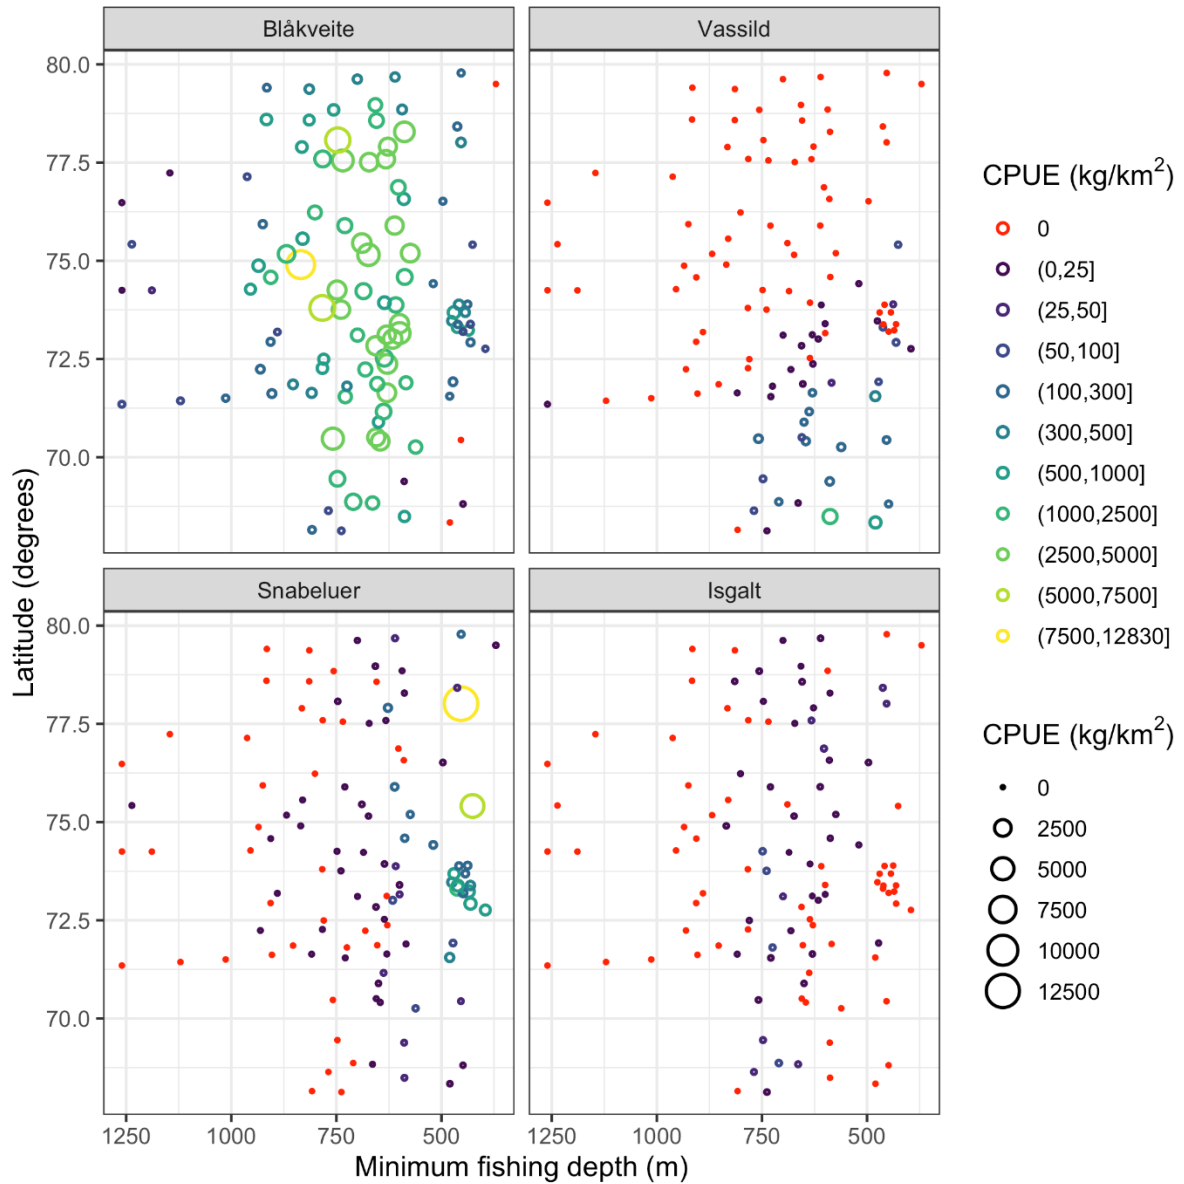 Blåkveite
Vassild
80.0
77.5
75.0
72.5
70.0
Snabeluer
Isgalt
80.0
77.5
75.0
72.5
70.0
1250 1000 750 500
1250 1000 750 500
Minimum fishing depth (m)
Latitude (degrees)
CPUE (kg/km²)
0
(0,25]
(25,50]
(50,100]
(100,300]
(300,500]
(500,1000]
(1000,2500]
(2500,5000]
(5000,7500]
(7500,12830]
CPUE (kg/km²)
0
2500
5000
7500
10000
12500